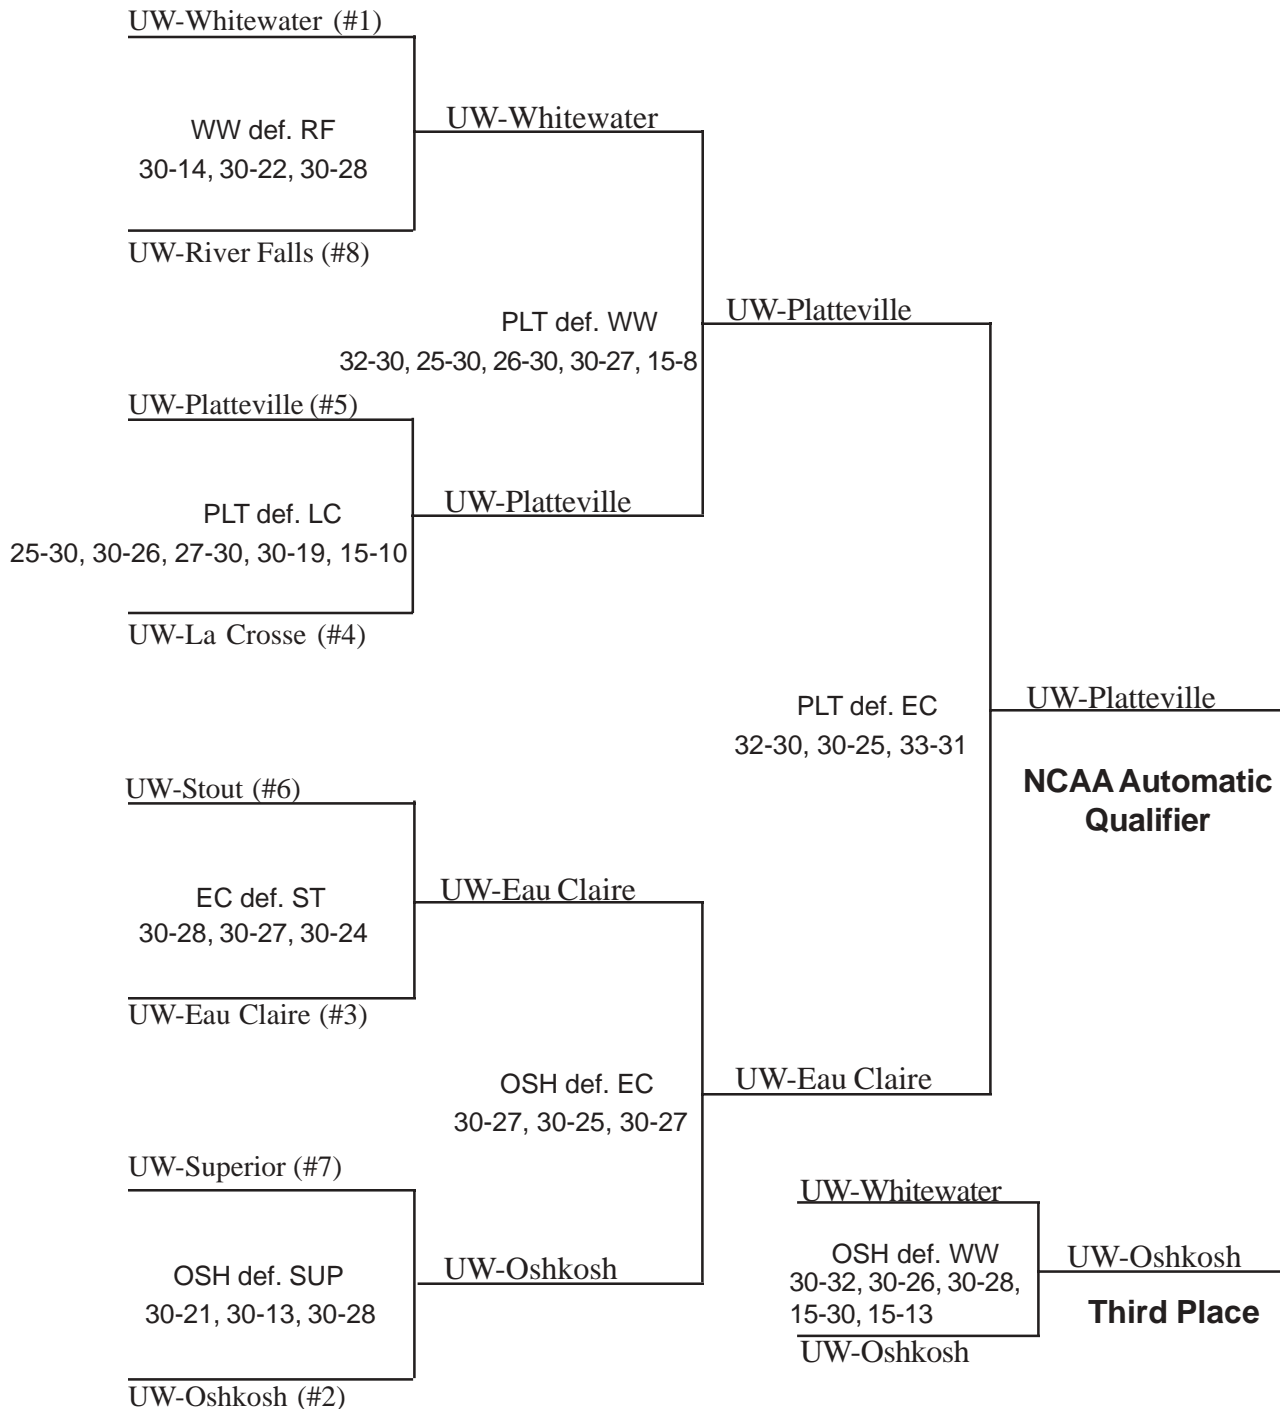 UW-Whitewater (#1)
WW def. RF
30-14, 30-22, 30-28
UW-River Falls (#8)
UW-Whitewater
PLT def. WW
32-30, 25-30, 26-30, 30-27, 15-8
UW-Platteville
UW-Platteville (#5)
PLT def. LC
25-30, 30-26, 27-30, 30-19, 15-10
UW-La Crosse (#4)
UW-Platteville
PLT def. EC
32-30, 30-25, 33-31
UW-Platteville
NCAA Automatic
Qualifier
UW-Stout (#6)
EC def. ST
30-28, 30-27, 30-24
UW-Eau Claire (#3)
UW-Eau Claire
OSH def. EC
30-27, 30-25, 30-27
UW-Eau Claire
UW-Superior (#7)
OSH def. SUP
30-21, 30-13, 30-28
UW-Oshkosh (#2)
UW-Oshkosh
UW-Whitewater
OSH def. WW
30-32, 30-26, 30-28,
15-30, 15-13
UW-Oshkosh
UW-Oshkosh
Third Place